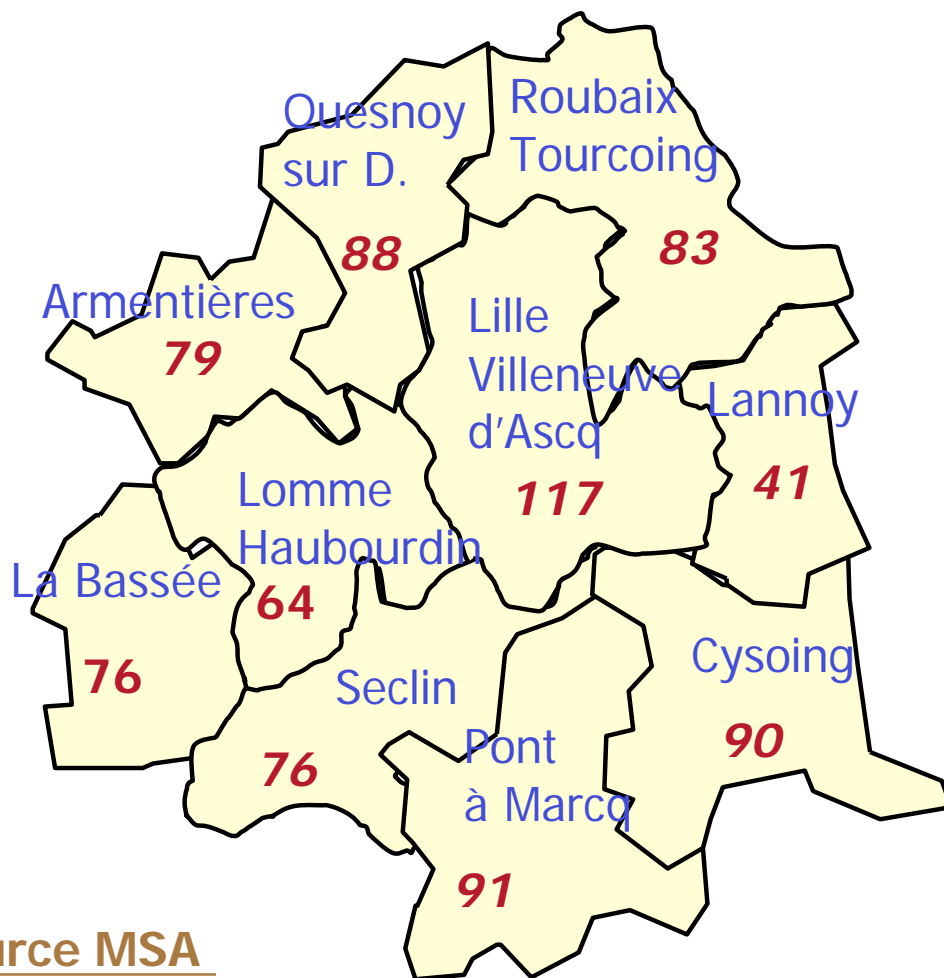 Quesnoy
sur D.
88
Roubaix
Tourcoing
83
Armentières
79
Lille
Villeneuve
d'Ascq
117
Lannoy
41
Lomme
Haubourdin
64
La Bassée
76
Seclin
76
Cysoing
90
Pont
à Marcq
91
urce MSA